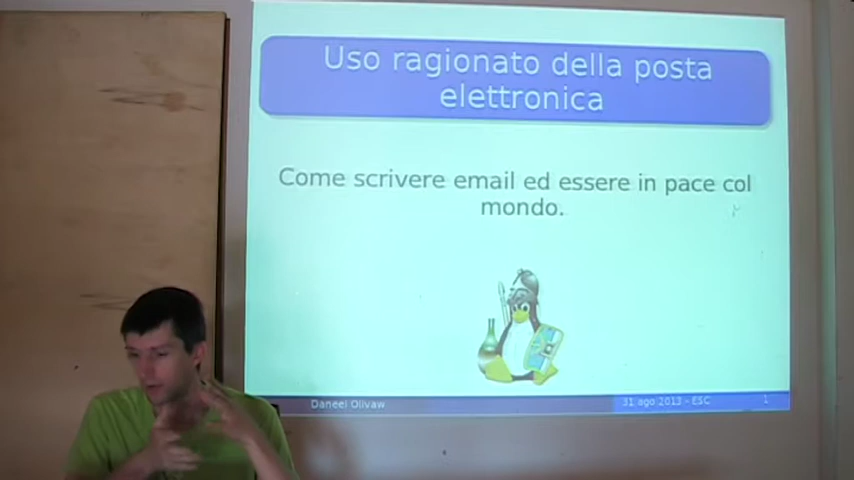 Uso ragionato della posta
elettronica
Come scrivere email ed essere in pace col
mondo.
Daneel Olivaw
31 ago 2013 - ESC
1